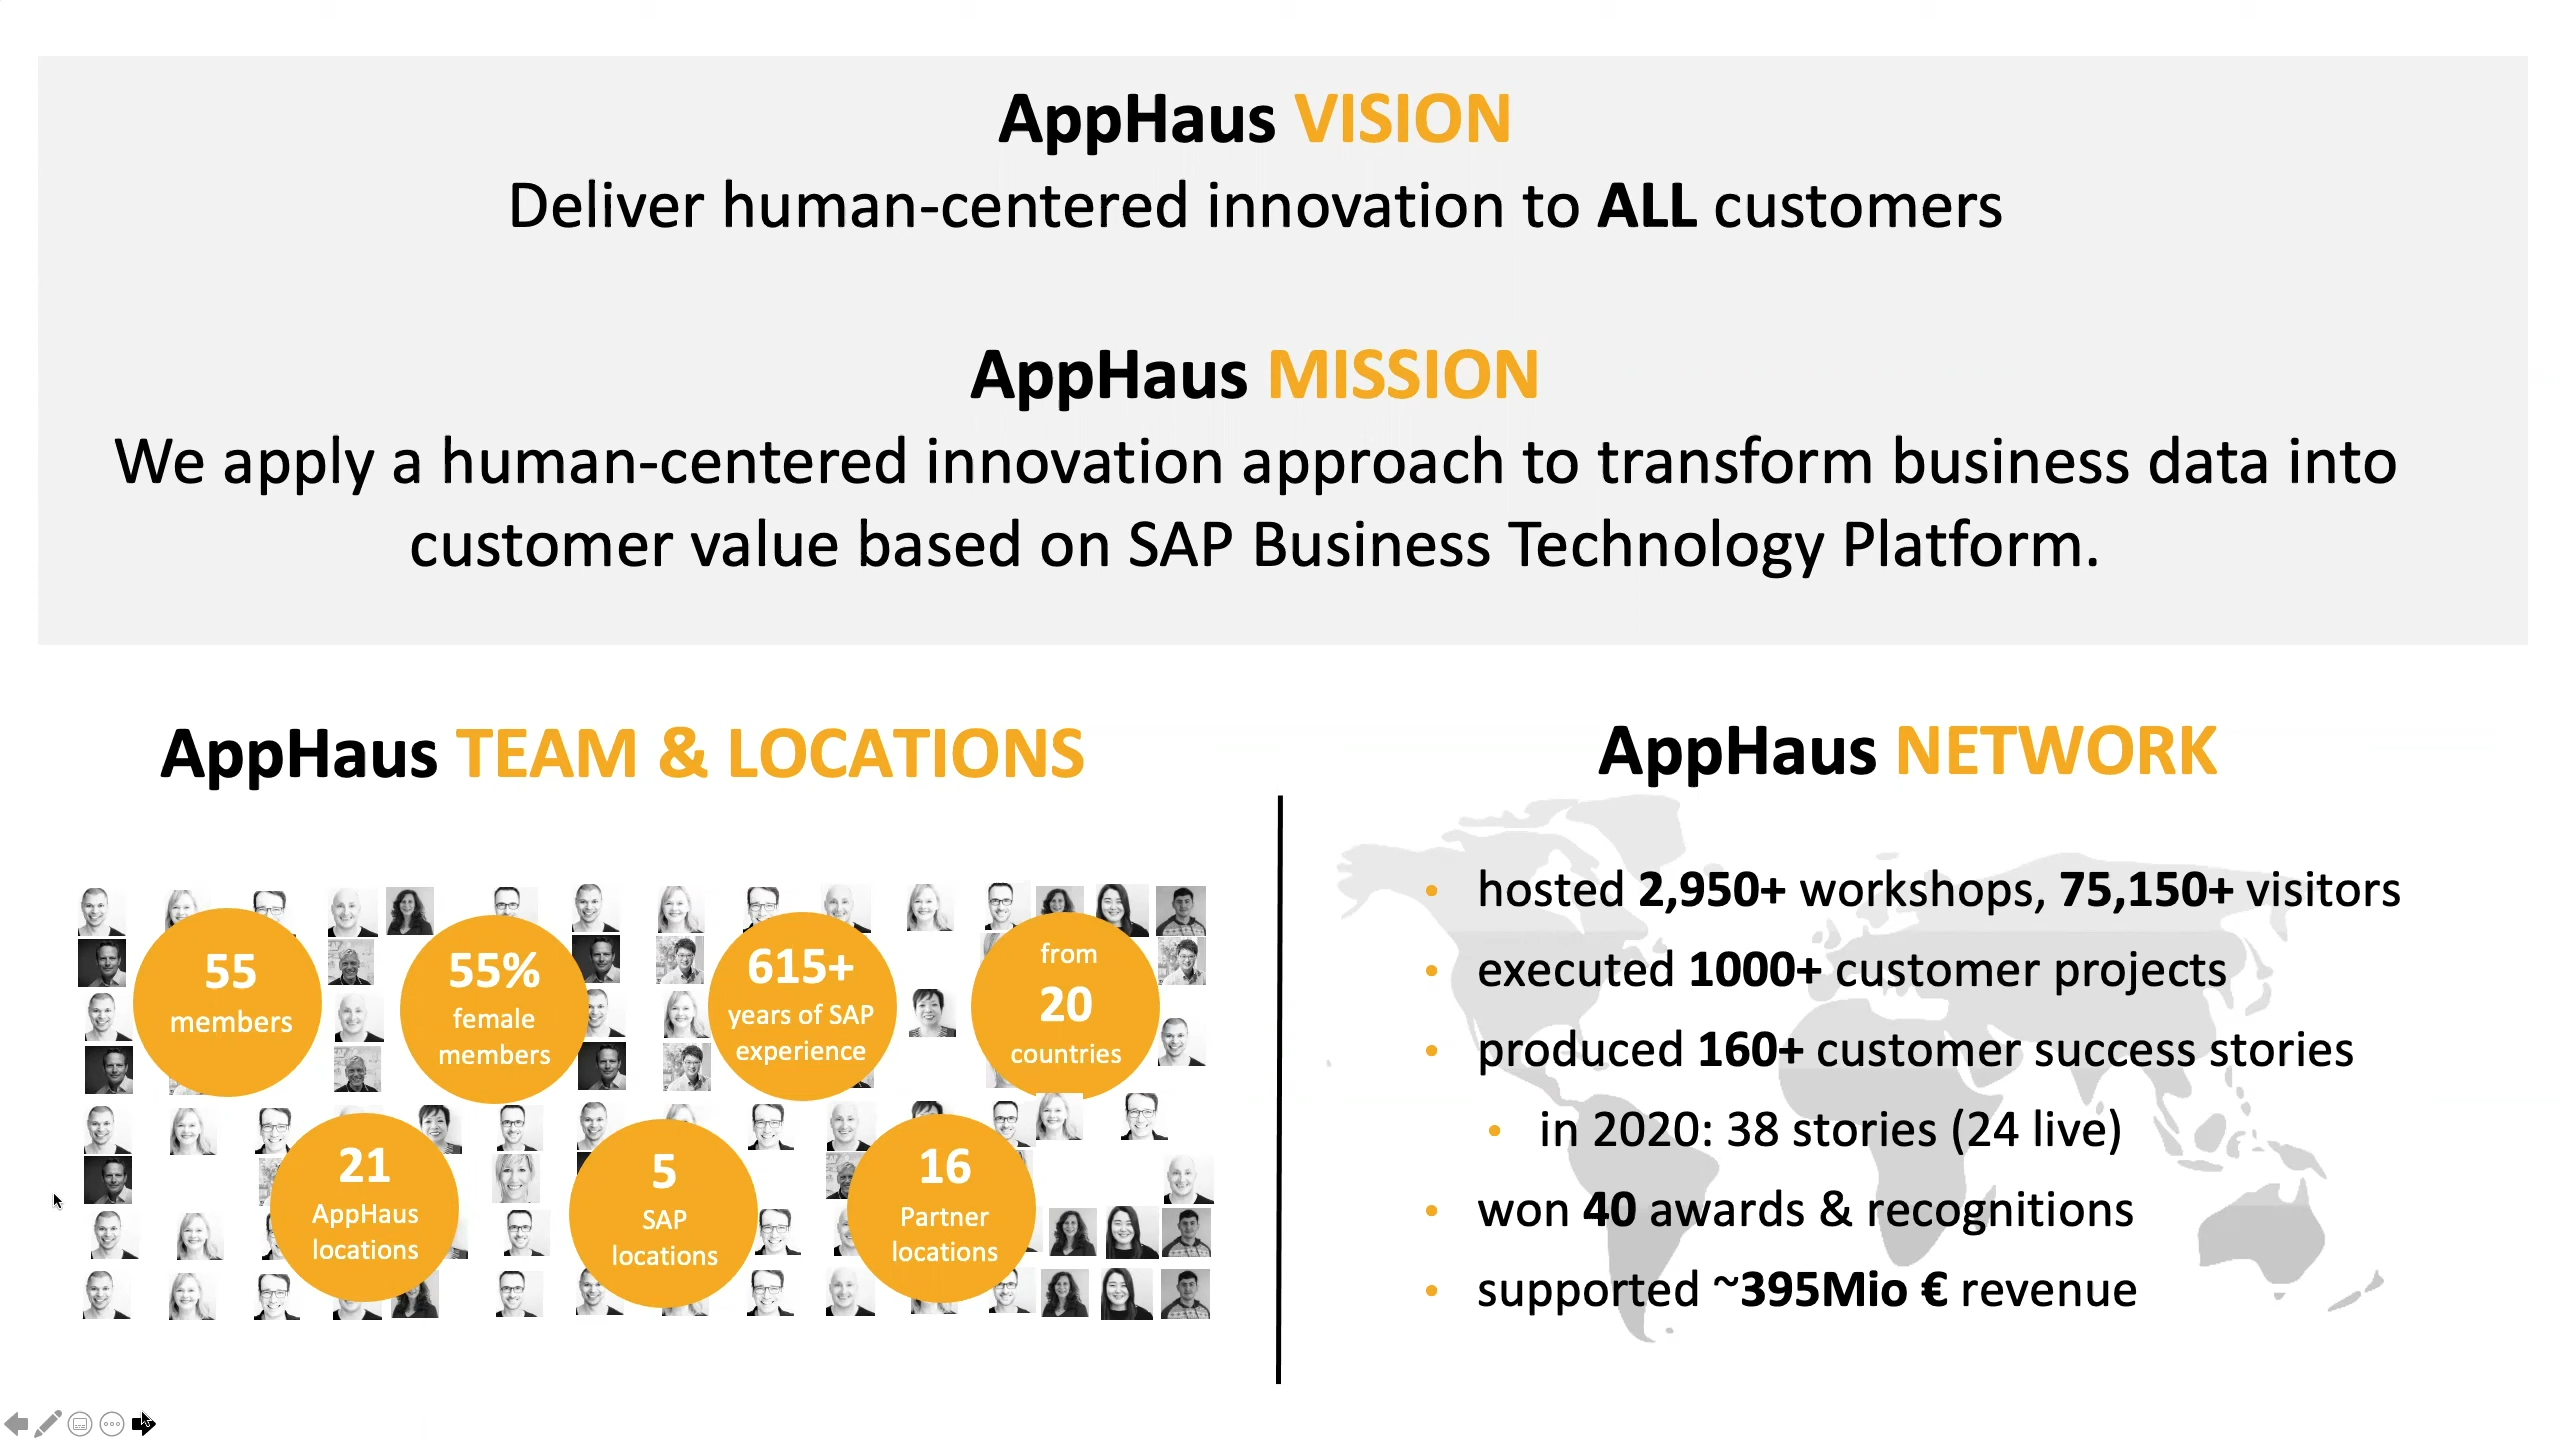 AppHaus VISION
Deliver human-centered innovation to ALL customers
AppHaus MISSION
We apply a human-centered innovation approach to transform business data into
customer value based on SAP Business Technology Platform.
AppHaus TEAM & LOCATIONS
55
members
55%
female
members
615+
years of SAP
experience
from
20
countries
21
AppHaus
locations
5
SAP
locations
16
Partner
locations
AppHaus NETWORK
• hosted 2,950+ workshops, 75,150+ visitors
• executed 1000+ customer projects
• produced 160+ customer success stories
• in 2020: 38 stories (24 live)
• won 40 awards & recognitions
• supported ~395Mio € revenue